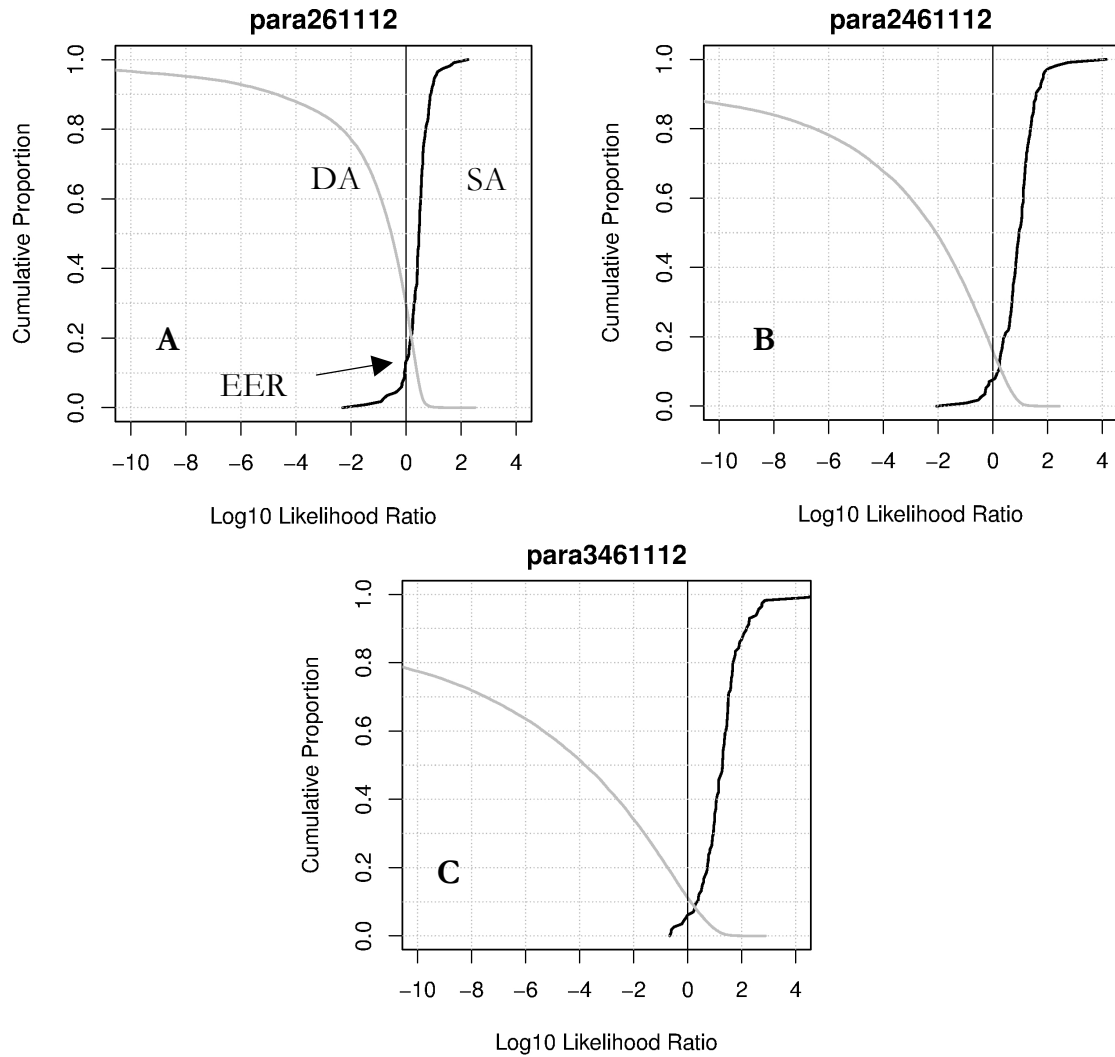 para261112
Cumulative Proportion
1.0
0.8
0.6
0.4
0.2
0.0
DA
SA
A
EER
−10 −8 −6 −4 −2 0 2 4
Log10 Likelihood Ratio
para2461112
Cumulative Proportion
1.0
0.8
0.6
0.4
0.2
0.0
B
−10 −8 −6 −4 −2 0 2 4
Log10 Likelihood Ratio
para3461112
Cumulative Proportion
1.0
0.8
0.6
0.4
0.2
0.0
C
−10 −8 −6 −4 −2 0 2 4
Log10 Likelihood Ratio